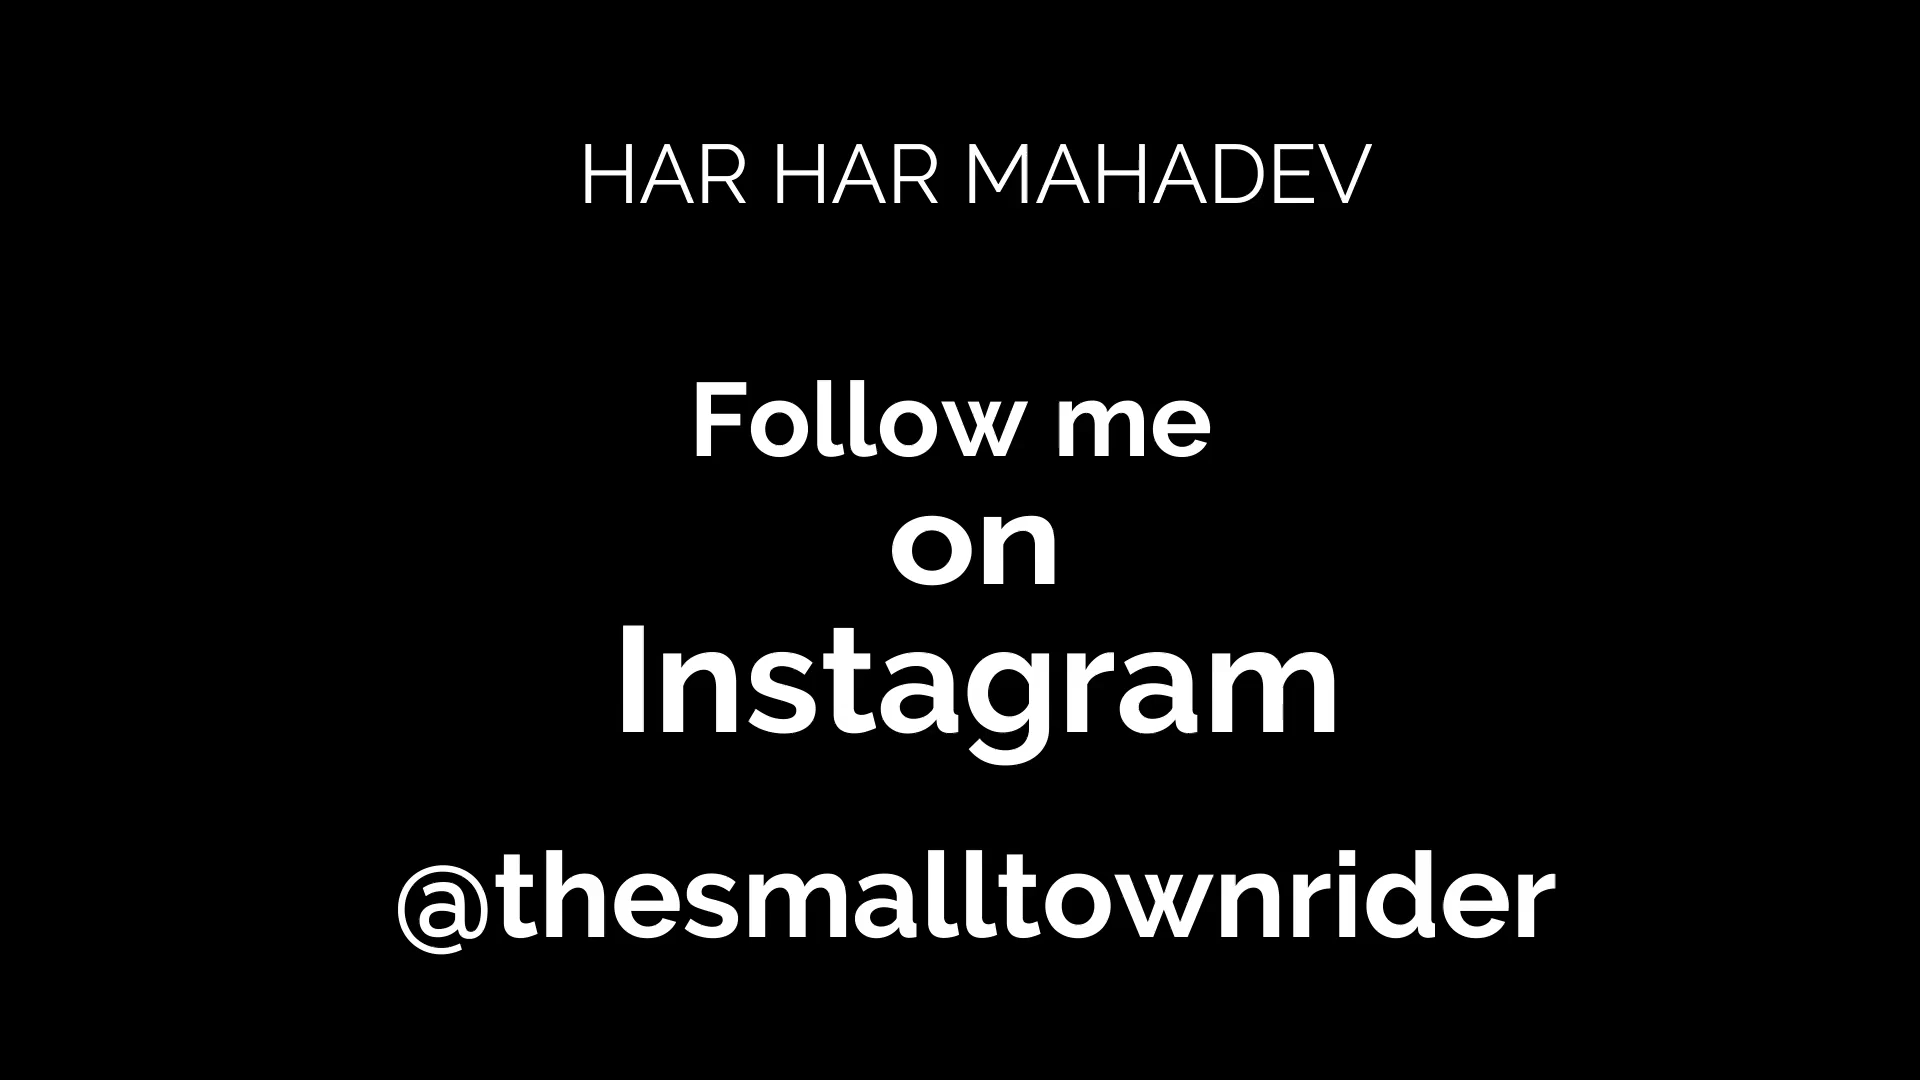 HAR HAR MAHADEV
Follow me
on
Instagram
@thesmalltownrider